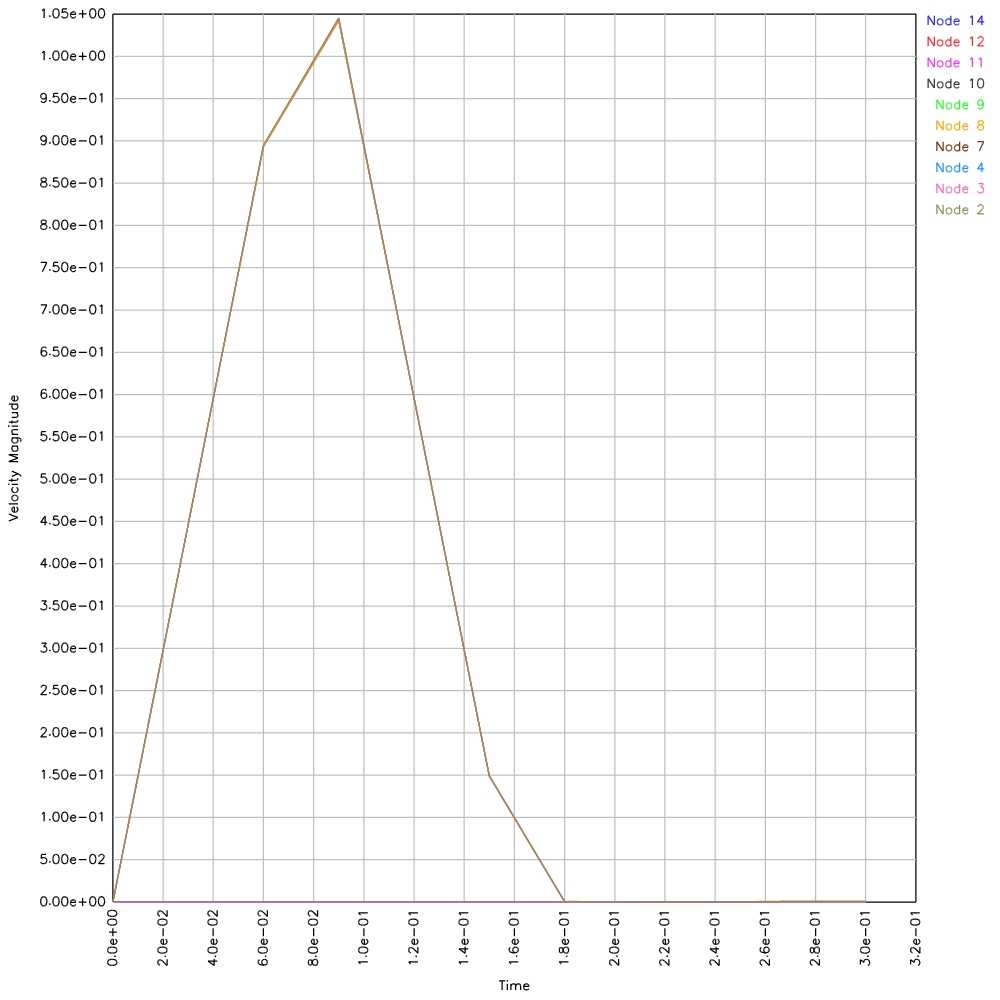 1.05e+00
1.00e+00
9.50e−01
9.00e−01
8.50e−01
8.00e−01
7.50e−01
7.00e−01
6.50e−01
6.00e−01
5.50e−01
5.00e−01
4.50e−01
4.00e−01
3.50e−01
3.00e−01
2.50e−01
2.00e−01
1.50e−01
1.00e−01
5.00e−02
0.00e+00
Velocity Magnitude
0.0e+00
2.0e−02
4.0e−02
6.0e−02
8.0e−02
1.0e−01
1.2e−01
1.4e−01
1.6e−01
1.8e−01
2.0e−01
2.2e−01
2.4e−01
2.6e−01
2.8e−01
3.0e−01
3.2e−01
Time
Node 14
Node 12
Node 11
Node 10
Node 9
Node 8
Node 7
Node 4
Node 3
Node 2